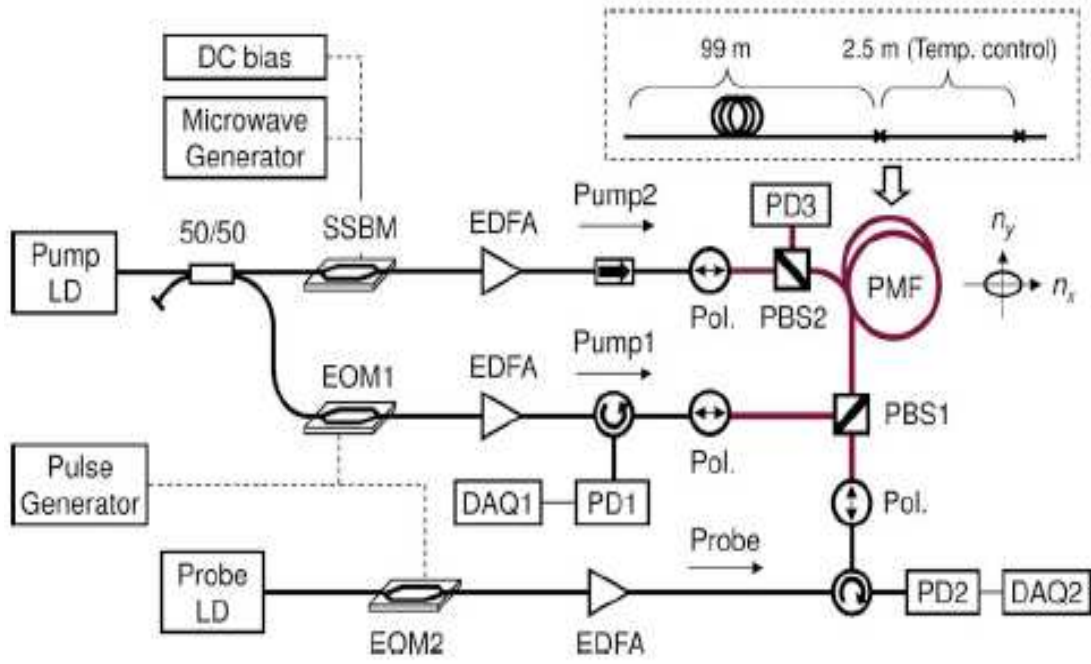 99 m
2.5 m (Temp. control)
DC bias
Microwave
Generator
Pump2
PD3
50/50
SSBM
EDFA
n_y
Pump
LD
PMF
n_x
Pol.
PBS2
EOM1
EDFA
Pump1
PBS1
Pol.
Pulse
Generator
DAQ1
PD1
Pol.
Probe
Probe
LD
PD2
DAQ2
EOM2
EDFA